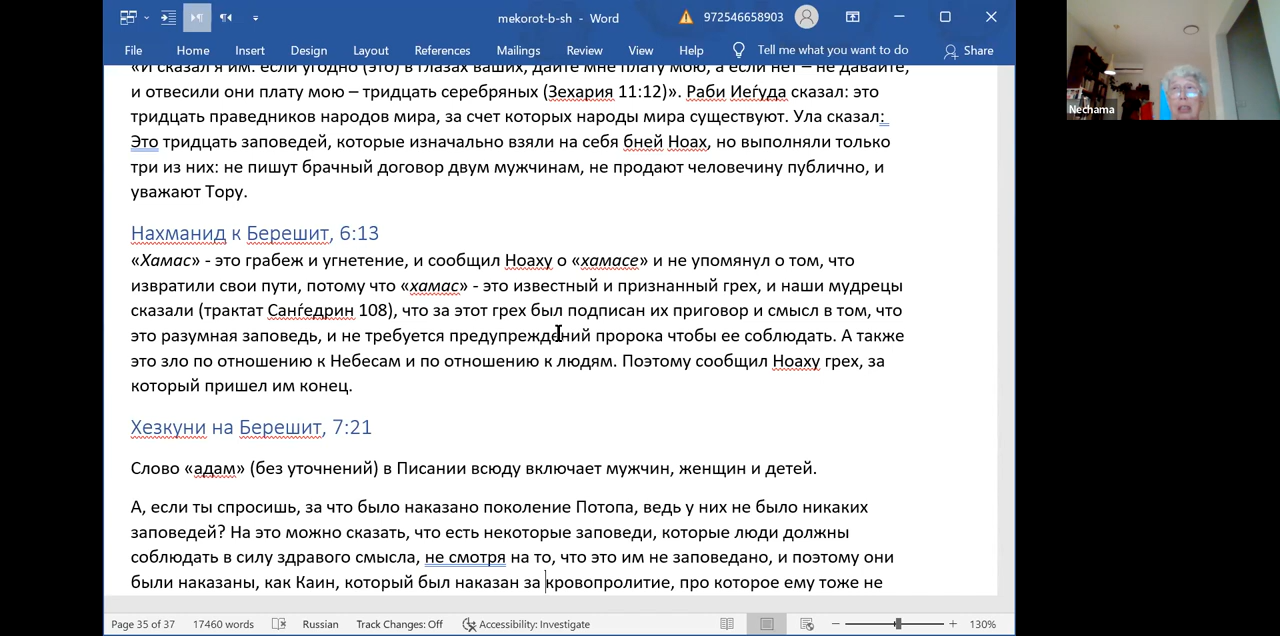 mekorot-b-sh - Word
972546658903
File Home Insert Design Layout References Mailings Review View Help Tell me what you want to do Share
«И сказал я им: если угодно (это) в глазах ваших, дайте мне плату мою, а если нет – не давайте,
и отвесили они плату мою – тридцать серебряных (Зехария 11:12)». Раби Иеѓуда сказал: это
тридцать праведников народов мира, за счет которых народы мира существуют. Ула сказал:
Это тридцать заповедей, которые изначально взяли на себя бней Ноах, но выполняли только
три из них: не пишут брачный договор двум мужчинам, не продают человечину публично, и
уважают Тору.
Нахманид к Берешит, 6:13
«Хамас» - это грабеж и угнетение, и сообщил Ноаху о «хамасе» и не упомянул о том, что
извратили свои пути, потому что «хамас» - это известный и признанный грех, и наши мудрецы
сказали (трактат Санѓедрин 108), что за этот грех был подписан их приговор и смысл в том, что
это разумная заповедь, и не требуется предупреждений пророка чтобы ее соблюдать. А также
это зло по отношению к Небесам и по отношению к людям. Поэтому сообщил Ноаху грех, за
который пришел им конец.
Хезкуни на Берешит, 7:21
Слово «адам» (без уточнений) в Писании всюду включает мужчин, женщин и детей.
А, если ты спросишь, за что было наказано поколение Потопа, ведь у них не было никаких
заповедей? На это можно сказать, что есть некоторые заповеди, которые люди должны
соблюдать в силу здравого смысла, не смотря на то, что это им не заповедано, и поэтому они
были наказаны, как Каин, который был наказан за кровопролитие, про которое ему тоже не
Page 35 of 37 17460 words Russian Track Changes: Off Accessibility: Investigate 130%
Nechama